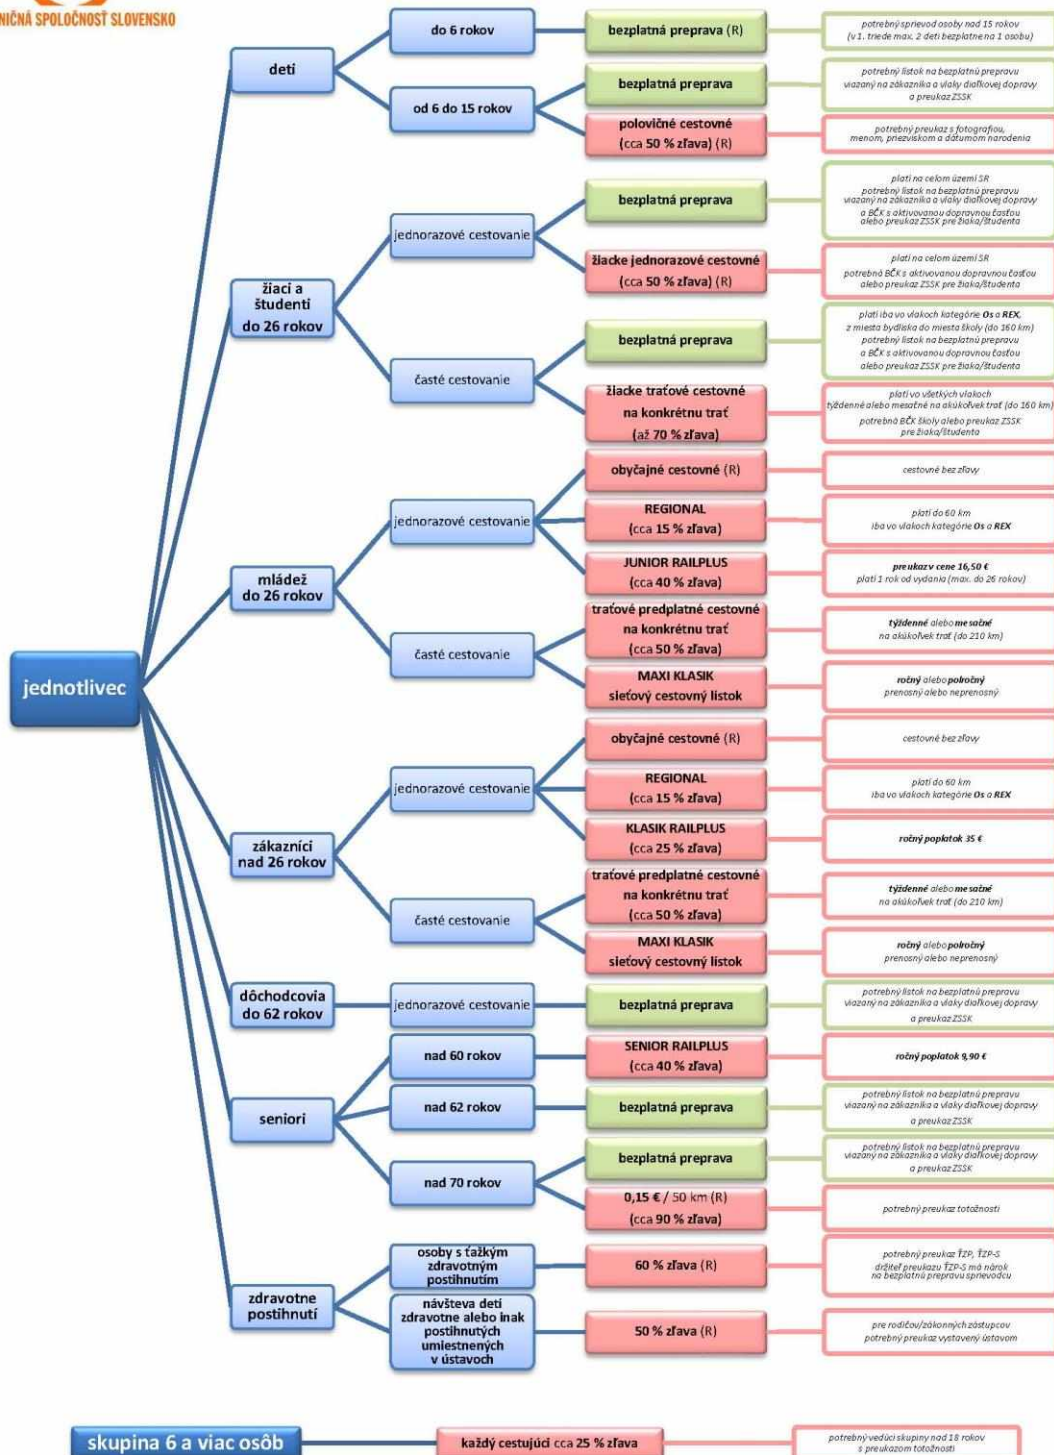 NIČNÁ SPOLOČNOSŤ SLOVENSKO
jednotlivec
deti
do 6 rokov
bezplatná preprava (R)
potrebný sprievod osoby nad 15 rokov
(v 1. triede max. 2 deti bezplatne na 1 osobu)
od 6 do 15 rokov
bezplatná preprava
potrebný lístok na bezplatnú prepravu
viazaný na zákazníka a vlaky diaľkovej dopravy
a preukaz ZSSK
polovičné cestovné
(cca 50 % zľava) (R)
potrebný preukaz s fotografiou,
menom, priezviskom a dátumom narodenia
žiaci a
študenti
do 26 rokov
jednorazové cestovanie
bezplatná preprava
platí na celom území SR
potrebný lístok na bezplatnú prepravu
viazaný na zákazníka a vlaky diaľkovej dopravy
a BČK s aktivovanou dopravnou časťou
alebo preukaz ZSSK pre žiaka/študenta
žiacke jednorazové cestovné
(cca 50 % zľava) (R)
platí na celom území SR
potrebná BČK s aktivovanou dopravnou časťou
alebo preukaz ZSSK pre žiaka/študenta
časté cestovanie
bezplatná preprava
platí iba vo vlakoch kategórie Os a REX,
z miesta bydliska do miesta školy (do 160 km)
potrebný lístok na bezplatnú prepravu
a BČK s aktivovanou dopravnou časťou
alebo preukaz ZSSK pre žiaka/študenta
žiacke traťové cestovné
na konkrétnu trať
(až 70 % zľava)
platí vo všetkých vlakoch
týždenné alebo mesačné na akúkoľvek trať (do 160 km)
potrebná BČK školy alebo preukaz ZSSK
pre žiaka/študenta
mládež
do 26 rokov
jednorazové cestovanie
obyčajné cestovné (R)
cestovné bez zľavy
REGIONAL
(cca 15 % zľava)
platí do 60 km
iba vo vlakoch kategórie Os a REX
JUNIOR RAILPLUS
(cca 40 % zľava)
preukaz v cene 16,50 €
platí 1 rok od vydania (max. do 26 rokov)
časté cestovanie
traťové predplatné cestovné
na konkrétnu trať
(cca 50 % zľava)
týždenné alebo mesačné
na akúkoľvek trať (do 210 km)
MAXI KLASIK
sieťový cestovný lístok
ročný alebo polročný
prenosný alebo neprenosný
zákazníci
nad 26 rokov
jednorazové cestovanie
obyčajné cestovné (R)
cestovné bez zľavy
REGIONAL
(cca 15 % zľava)
platí do 60 km
iba vo vlakoch kategórie Os a REX
KLASIK RAILPLUS
(cca 25 % zľava)
ročný poplatok 35 €
časté cestovanie
traťové predplatné cestovné
na konkrétnu trať
(cca 50 % zľava)
týždenné alebo mesačné
na akúkoľvek trať (do 210 km)
MAXI KLASIK
sieťový cestovný lístok
ročný alebo polročný
prenosný alebo neprenosný
dôchodcovia
do 62 rokov
jednorazové cestovanie
bezplatná preprava
potrebný lístok na bezplatnú prepravu
viazaný na zákazníka a vlaky diaľkovej dopravy
a preukaz ZSSK
seniori
nad 60 rokov
SENIOR RAILPLUS
(cca 40 % zľava)
ročný poplatok 9,90 €
nad 62 rokov
bezplatná preprava
potrebný lístok na bezplatnú prepravu
viazaný na zákazníka a vlaky diaľkovej dopravy
a preukaz ZSSK
nad 70 rokov
bezplatná preprava
potrebný lístok na bezplatnú prepravu
viazaný na zákazníka a vlaky diaľkovej dopravy
a preukaz ZSSK
0,15 € / 50 km (R)
(cca 90 % zľava)
potrebný preukaz totožnosti
zdravotne
postihnutí
osoby s ťažkým
zdravotným
postihnutím
60 % zľava (R)
potrebný preukaz ŤZP, ŤZP-S
držiteľ preukazu ŤZP-S má nárok
na bezplatnú prepravu sprievodcu
návšteva detí
zdravotne alebo inak
postihnutých
umiestnených
v ústavoch
50 % zľava (R)
pre rodičov/zákonných zástupcov
potrebný preukaz vystavený ústavom
skupina 6 a viac osôb
každý cestujúci cca 25 % zľava
potrebný vedúci skupiny nad 18 rokov
s preukazom totožnosti